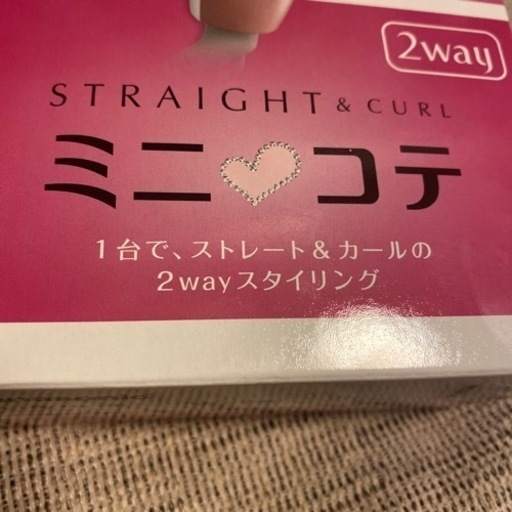 2way
STRAIGHT & CURL
ミニ♡コテ
1台で、ストレート&カールの
2wayスタイリング